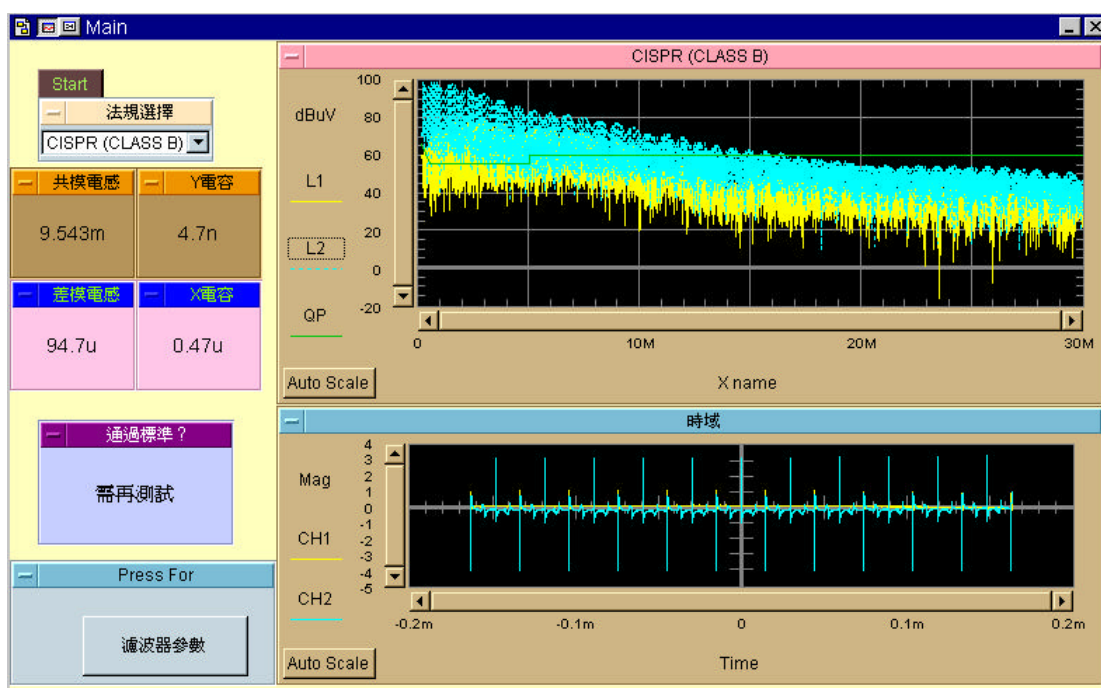 Main
Start
法規選擇
CISPR (CLASS B)
共模電感
Y電容
9.543m
4.7n
差模電感
X電容
94.7u
0.47u
通過標準？
需再測試
Press For
濾波器參數
CISPR (CLASS B)
dBuV
L1
L2
QP
100
80
60
40
20
0
-20
0
10M
20M
30M
Auto Scale
X name
時域
Mag
CH1
CH2
4
3
2
1
0
-1
-2
-3
-4
-5
-0.2m
-0.1m
0
0.1m
0.2m
Auto Scale
Time